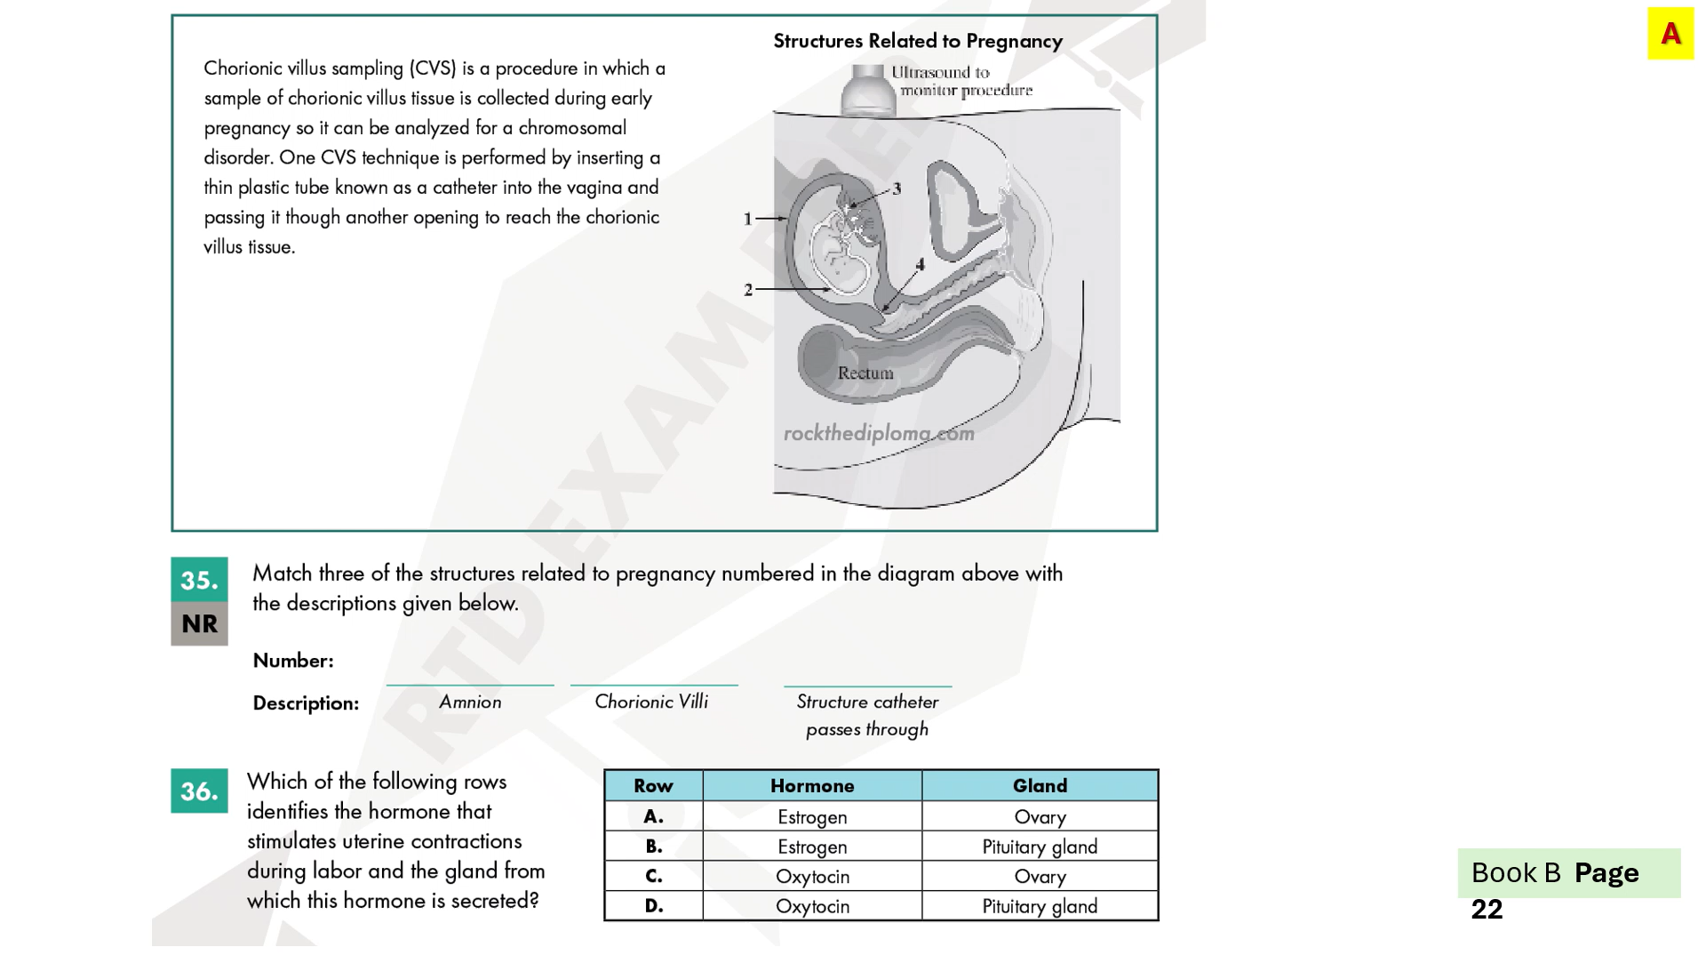 A
Structures Related to Pregnancy
Ultrasound to
monitor procedure
Chorionic villus sampling (CVS) is a procedure in which a
sample of chorionic villus tissue is collected during early
pregnancy so it can be analyzed for a chromosomal
disorder. One CVS technique is performed by inserting a
thin plastic tube known as a catheter into the vagina and
passing it though another opening to reach the chorionic
villus tissue.
3
1
4
2
Rectum
rockthediploma.com
35.
NR
Match three of the structures related to pregnancy numbered in the diagram above with
the descriptions given below.
Number:
Description:
Amnion
Chorionic Villi
Structure catheter
passes through
36.
Which of the following rows
identifies the hormone that
stimulates uterine contractions
during labor and the gland from
which this hormone is secreted?
Row Hormone Gland
A. Estrogen Ovary
B. Estrogen Pituitary gland
C. Oxytocin Ovary
D. Oxytocin Pituitary gland
Book B Page
22
RTD EXAM